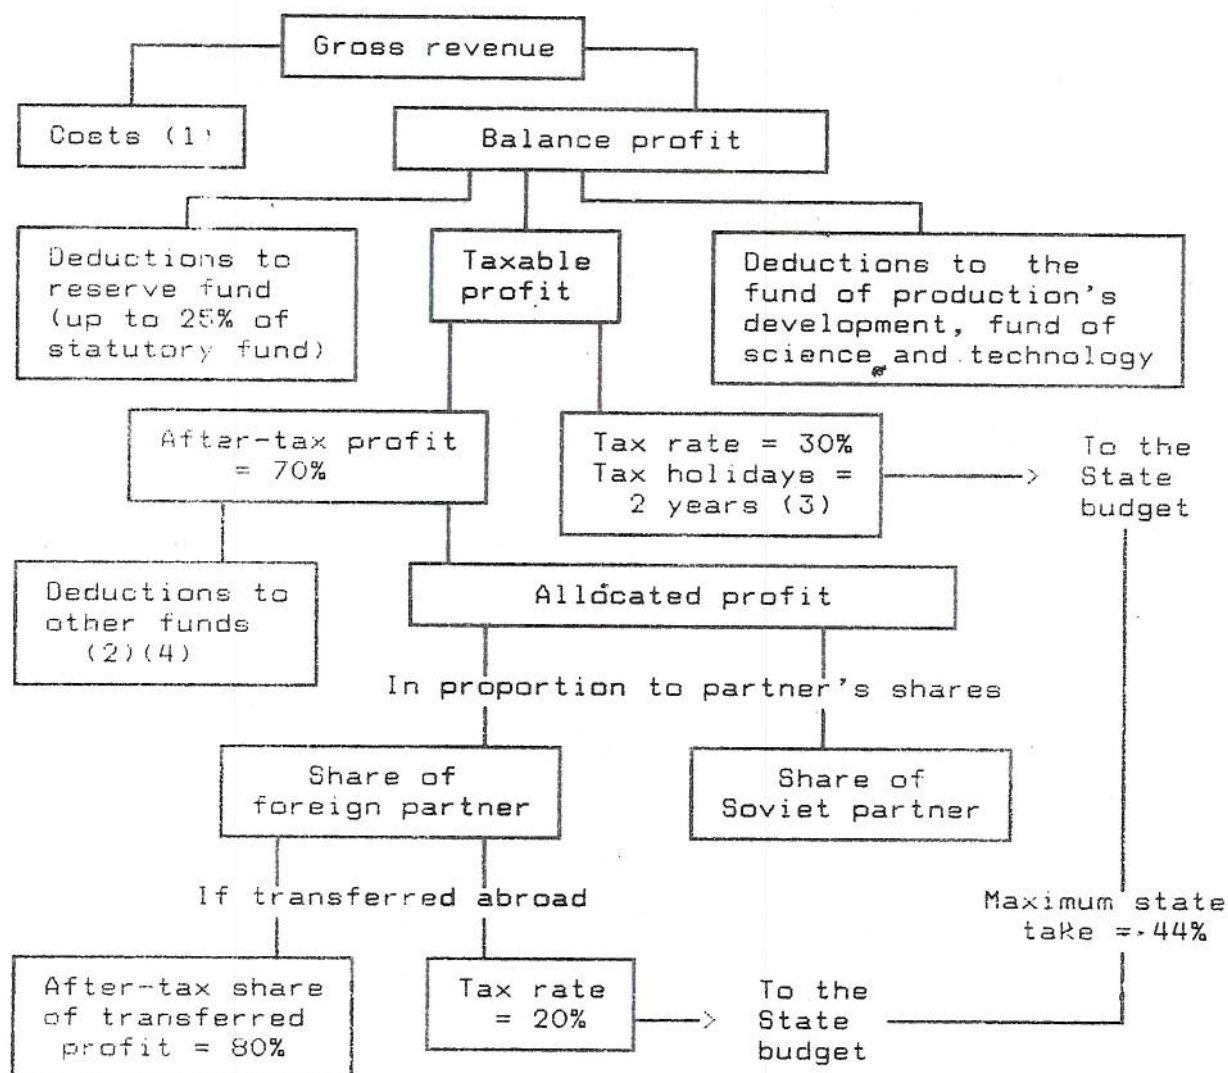 Gross revenue
Costs (1)
Balance profit
Deductions to
reserve fund
(up to 25% of
statutory fund)
Taxable
profit
Deductions to the
fund of production's
development, fund of
science and technology
After-tax profit
= 70%
Tax rate = 30%
Tax holidays =
2 years (3)
To the
State
budget
Deductions to
other funds
(2)(4)
Allocated profit
In proportion to partner's shares
Share of
foreign partner
Share of
Soviet partner
If transferred abroad
Maximum state
take = 44%
After-tax share
of transferred
profit = 80%
Tax rate
= 20%
To the
State
budget